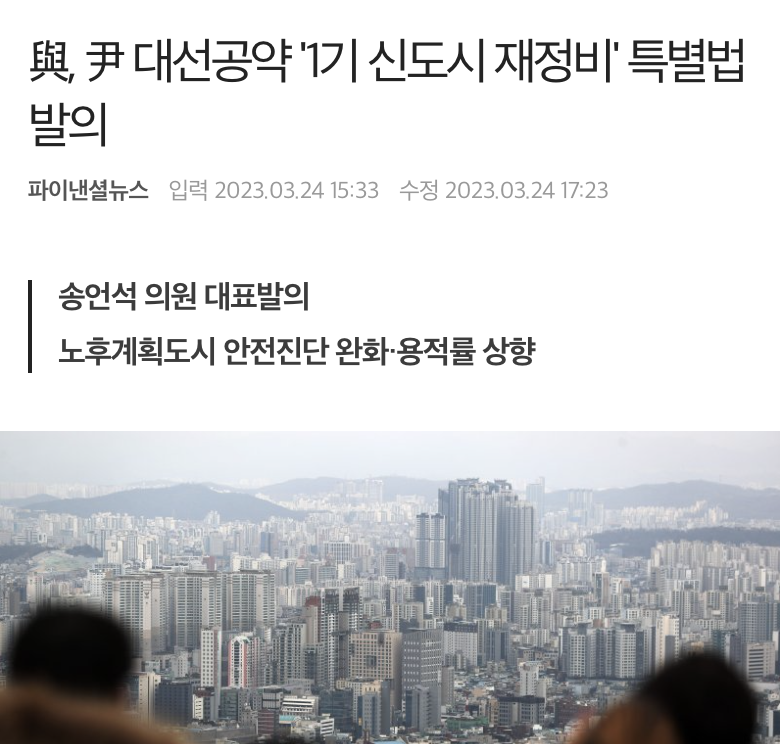 與, 尹 대선공약 '1기 신도시 재정비' 특별법
발의
파이낸셜뉴스 입력 2023.03.24 15:33 수정 2023.03.24 17:23
송언석 의원 대표발의
노후계획도시 안전진단 완화·용적률 상향